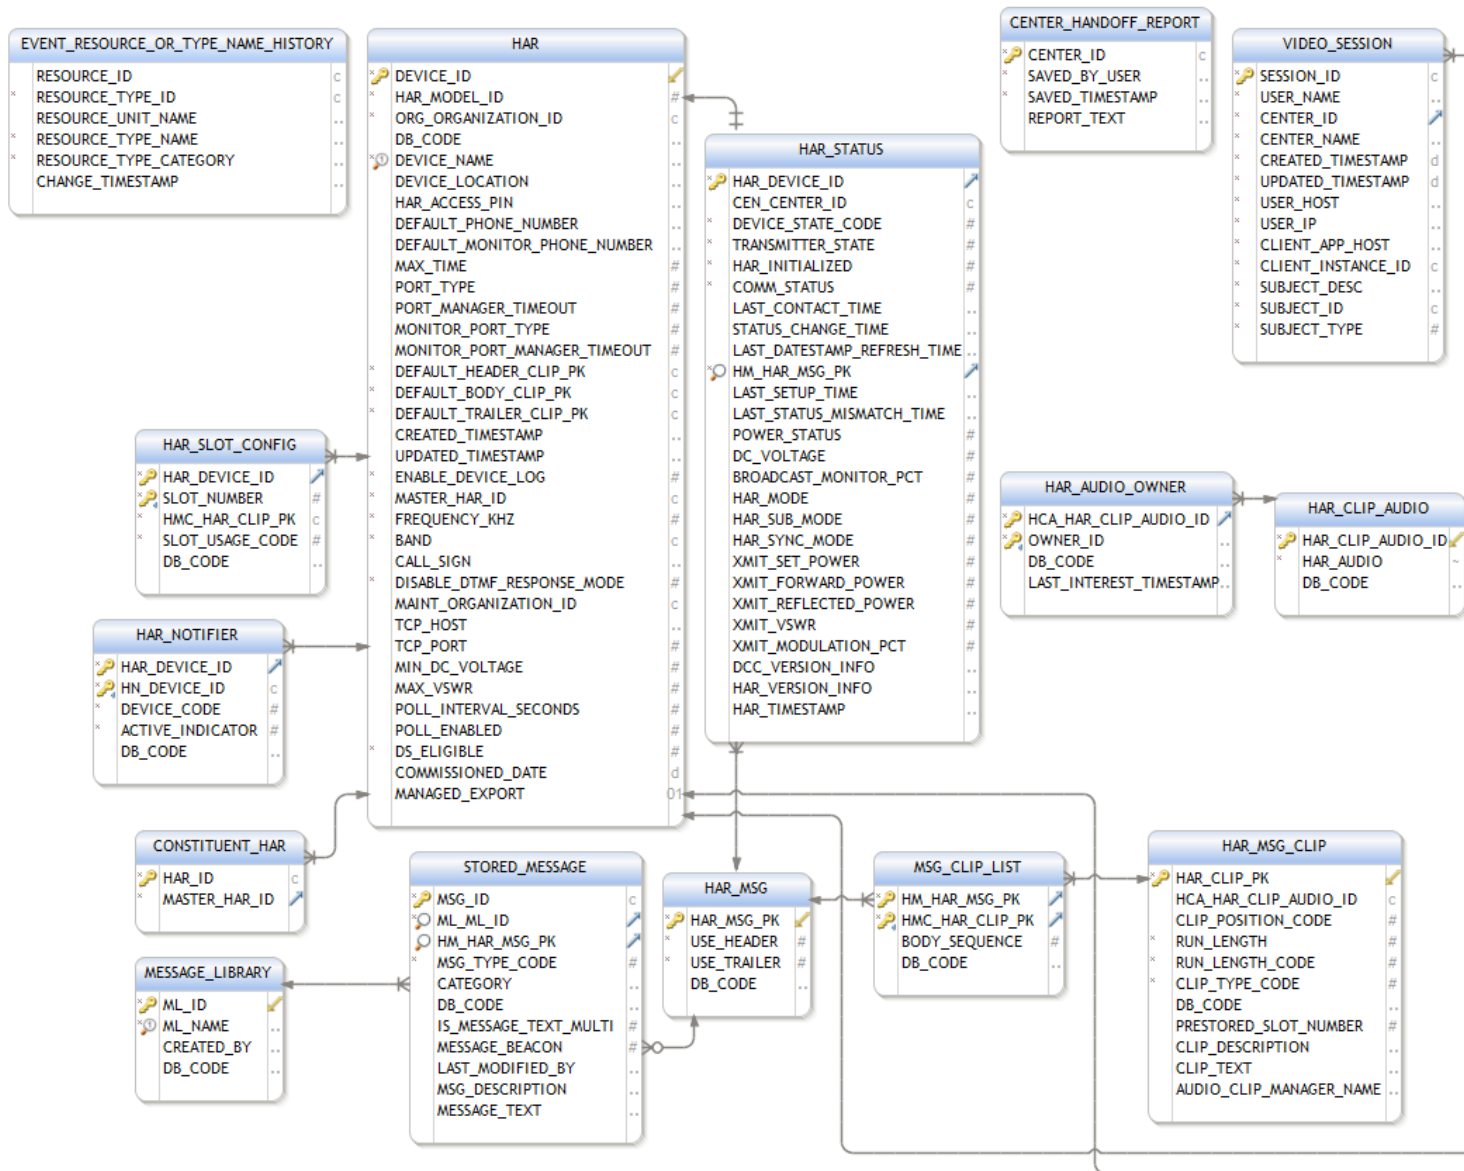 EVENT_RESOURCE_OR_TYPE_NAME_HISTORY
RESOURCE_ID c
RESOURCE_TYPE_ID c
RESOURCE_UNIT_NAME ..
RESOURCE_TYPE_NAME ..
RESOURCE_TYPE_CATEGORY ..
CHANGE_TIMESTAMP ..
HAR
DEVICE_ID
HAR_MODEL_ID #
ORG_ORGANIZATION_ID c
DB_CODE ..
DEVICE_NAME ..
DEVICE_LOCATION ..
HAR_ACCESS_PIN ..
DEFAULT_PHONE_NUMBER ..
DEFAULT_MONITOR_PHONE_NUMBER ..
MAX_TIME #
PORT_TYPE #
PORT_MANAGER_TIMEOUT #
MONITOR_PORT_TYPE #
MONITOR_PORT_MANAGER_TIMEOUT #
DEFAULT_HEADER_CLIP_PK c
DEFAULT_BODY_CLIP_PK c
DEFAULT_TRAILER_CLIP_PK c
CREATED_TIMESTAMP ..
UPDATED_TIMESTAMP ..
ENABLE_DEVICE_LOG #
MASTER_HAR_ID c
FREQUENCY_KHZ #
BAND c
CALL_SIGN ..
DISABLE_DTMF_RESPONSE_MODE #
MAINT_ORGANIZATION_ID c
TCP_HOST ..
TCP_PORT #
MIN_DC_VOLTAGE #
MAX_VSWR #
POLL_INTERVAL_SECONDS #
POLL_ENABLED #
DS_ELIGIBLE #
COMMISSIONED_DATE d
MANAGED_EXPORT 01
HAR_STATUS
HAR_DEVICE_ID
CEN_CENTER_ID c
DEVICE_STATE_CODE #
TRANSMITTER_STATE #
HAR_INITIALIZED #
COMM_STATUS #
LAST_CONTACT_TIME ..
STATUS_CHANGE_TIME ..
LAST_DATESTAMP_REFRESH_TIME ..
HM_HAR_MSG_PK
LAST_SETUP_TIME ..
LAST_STATUS_MISMATCH_TIME ..
POWER_STATUS #
DC_VOLTAGE #
BROADCAST_MONITOR_PCT #
HAR_MODE #
HAR_SUB_MODE #
HAR_SYNC_MODE #
XMIT_SET_POWER #
XMIT_FORWARD_POWER #
XMIT_REFLECTED_POWER #
XMIT_VSWR #
XMIT_MODULATION_PCT #
DCC_VERSION_INFO ..
HAR_VERSION_INFO ..
HAR_TIMESTAMP ..
CENTER_HANDOFF_REPORT
CENTER_ID c
SAVED_BY_USER ..
SAVED_TIMESTAMP ..
REPORT_TEXT ..
VIDEO_SESSION
SESSION_ID c
USER_NAME ..
CENTER_ID
CENTER_NAME ..
CREATED_TIMESTAMP d
UPDATED_TIMESTAMP d
USER_HOST ..
USER_IP ..
CLIENT_APP_HOST ..
CLIENT_INSTANCE_ID c
SUBJECT_DESC ..
SUBJECT_ID c
SUBJECT_TYPE #
HAR_SLOT_CONFIG
HAR_DEVICE_ID
SLOT_NUMBER #
HMC_HAR_CLIP_PK c
SLOT_USAGE_CODE #
DB_CODE ..
HAR_NOTIFIER
HAR_DEVICE_ID
HN_DEVICE_ID c
DEVICE_CODE #
ACTIVE_INDICATOR #
DB_CODE ..
HAR_AUDIO_OWNER
HCA_HAR_CLIP_AUDIO_ID
OWNER_ID ..
DB_CODE ..
LAST_INTEREST_TIMESTAMP ..
HAR_CLIP_AUDIO
HAR_CLIP_AUDIO_ID
HAR_AUDIO ~
DB_CODE ..
CONSTITUENT_HAR
HAR_ID c
MASTER_HAR_ID
MESSAGE_LIBRARY
ML_ID
ML_NAME ..
CREATED_BY ..
DB_CODE ..
STORED_MESSAGE
MSG_ID c
ML_ML_ID
HM_HAR_MSG_PK
MSG_TYPE_CODE #
CATEGORY ..
DB_CODE ..
IS_MESSAGE_TEXT_MULTI #
MESSAGE_BEACON #
LAST_MODIFIED_BY ..
MSG_DESCRIPTION ..
MESSAGE_TEXT ..
HAR_MSG
HAR_MSG_PK
USE_HEADER #
USE_TRAILER #
DB_CODE ..
MSG_CLIP_LIST
HM_HAR_MSG_PK
HMC_HAR_CLIP_PK
BODY_SEQUENCE #
DB_CODE ..
HAR_MSG_CLIP
HAR_CLIP_PK
HCA_HAR_CLIP_AUDIO_ID c
CLIP_POSITION_CODE #
RUN_LENGTH #
RUN_LENGTH_CODE #
CLIP_TYPE_CODE #
DB_CODE ..
PRESTORED_SLOT_NUMBER #
CLIP_DESCRIPTION ..
CLIP_TEXT ..
AUDIO_CLIP_MANAGER_NAME ..